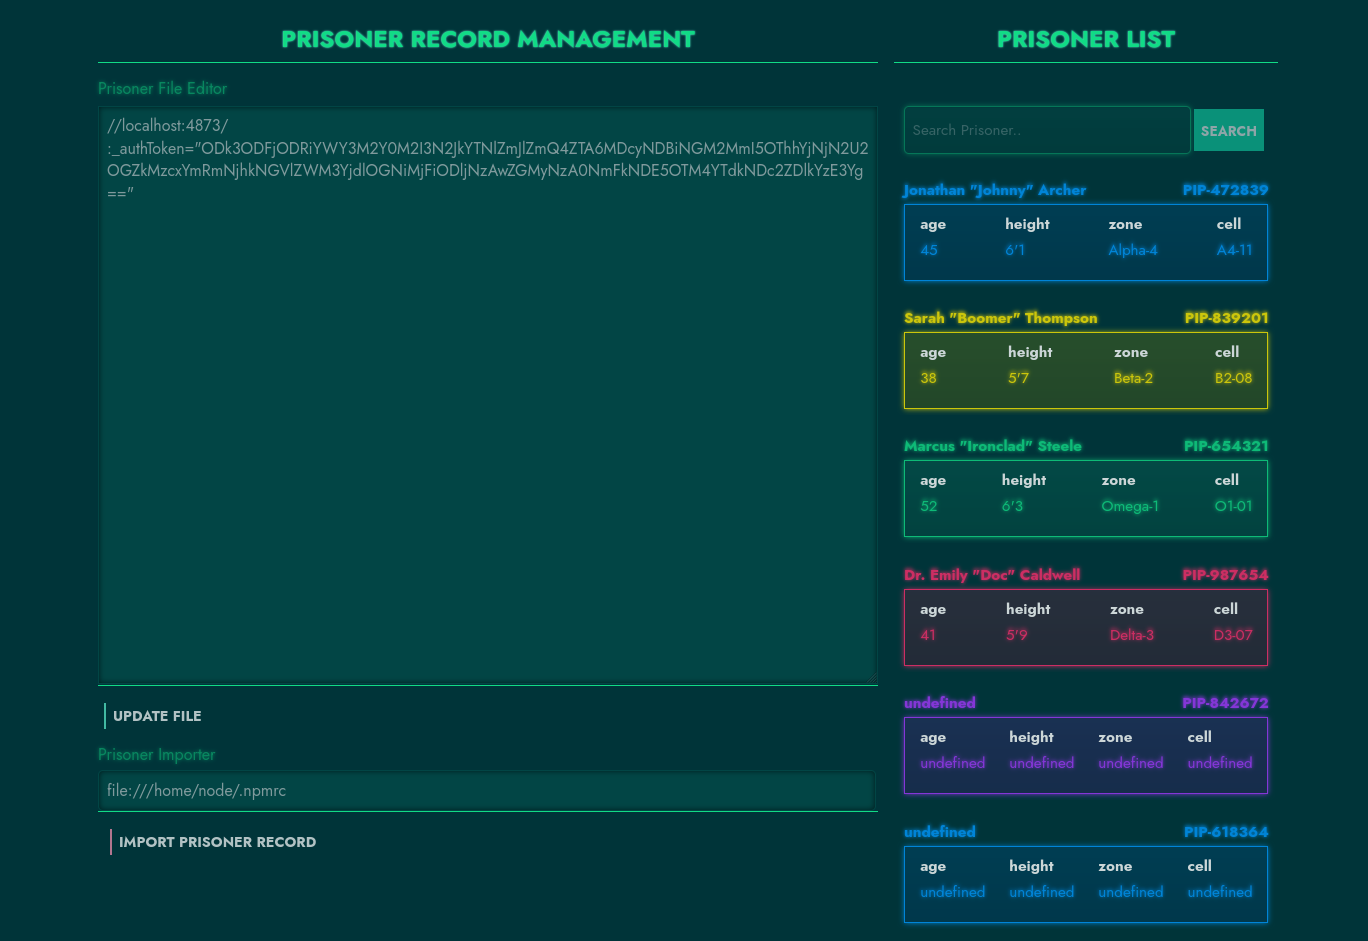 PRISONER RECORD MANAGEMENT
Prisoner File Editor
//localhost:4873/
:_authToken="ODk3ODFjODRiYWY3M2Y0M2I3N2JkYTNlZmJlZmQ4ZTA6MDcyNDBiNGM2MmI5OThhYjNjN2U2
OGZkMzcxYmRmNjhkNGVlZWM3YjdlOGNiMjFiODljNzAwZGMyNzA0NmFkNDE5OTM4YTdkNDc2ZDlkYzE3Yg
=="
UPDATE FILE
Prisoner Importer
file:///home/node/.npmrc
IMPORT PRISONER RECORD
PRISONER LIST
Search Prisoner..
SEARCH
Jonathan "Johnny" Archer PIP-472839
age height zone cell
45 6'1 Alpha-4 A4-11
Sarah "Boomer" Thompson PIP-839201
age height zone cell
38 5'7 Beta-2 B2-08
Marcus "Ironclad" Steele PIP-654321
age height zone cell
52 6'3 Omega-1 O1-01
Dr. Emily "Doc" Caldwell PIP-987654
age height zone cell
41 5'9 Delta-3 D3-07
undefined PIP-842672
age height zone cell
undefined undefined undefined undefined
undefined PIP-618364
age height zone cell
undefined undefined undefined undefined